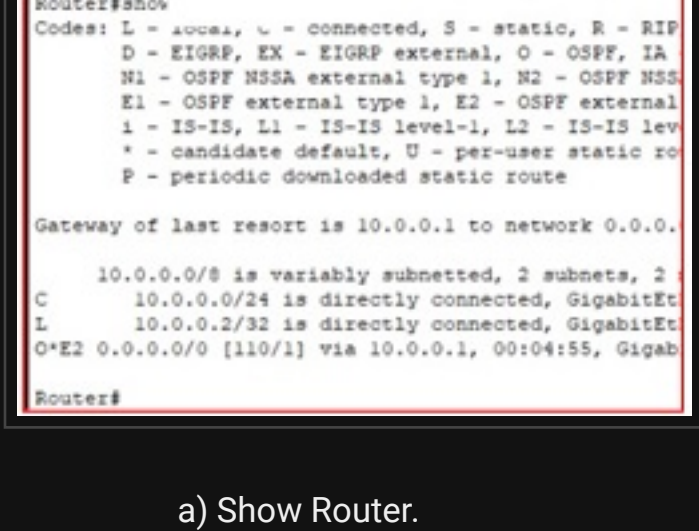 Router#show
Codes: L - local, C - connected, S - static, R - RIP
D - EIGRP, EX - EIGRP external, O - OSPF, IA
N1 - OSPF NSSA external type 1, N2 - OSPF NSS
E1 - OSPF external type 1, E2 - OSPF external
i - IS-IS, L1 - IS-IS level-1, L2 - IS-IS lev
* - candidate default, U - per-user static ro
P - periodic downloaded static route
Gateway of last resort is 10.0.0.1 to network 0.0.0.
10.0.0.0/8 is variably subnetted, 2 subnets, 2
C 10.0.0.0/24 is directly connected, GigabitEt
L 10.0.0.2/32 is directly connected, GigabitEt
O*E2 0.0.0.0/0 [110/1] via 10.0.0.1, 00:04:55, Gigab
Router#
a) Show Router.